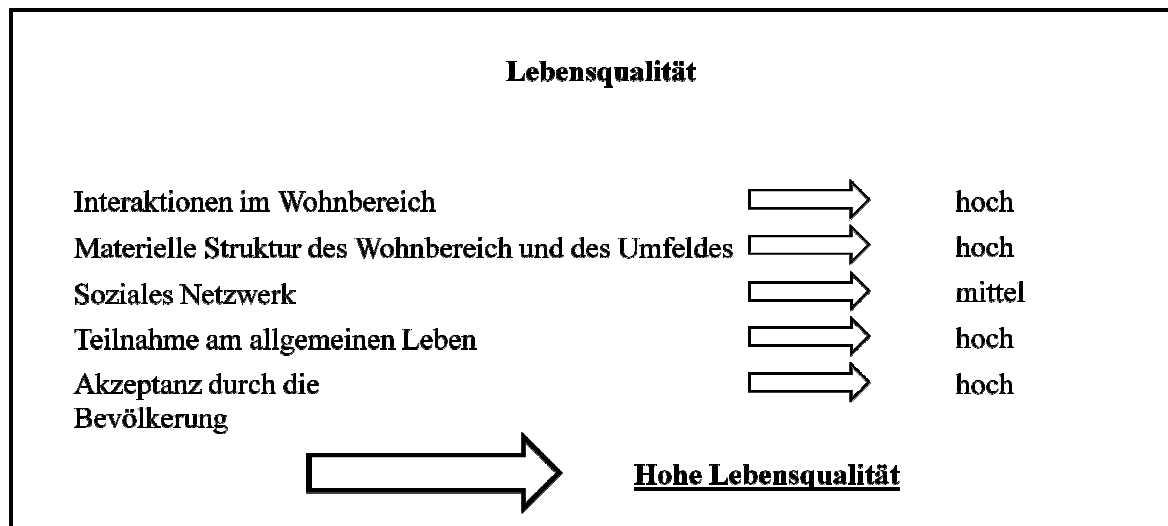 Lebensqualität
Interaktionen im Wohnbereich hoch
Materielle Struktur des Wohnbereich und des Umfeldes hoch
Soziales Netzwerk mittel
Teilnahme am allgemeinen Leben hoch
Akzeptanz durch die hoch
Bevölkerung
Hohe Lebensqualität